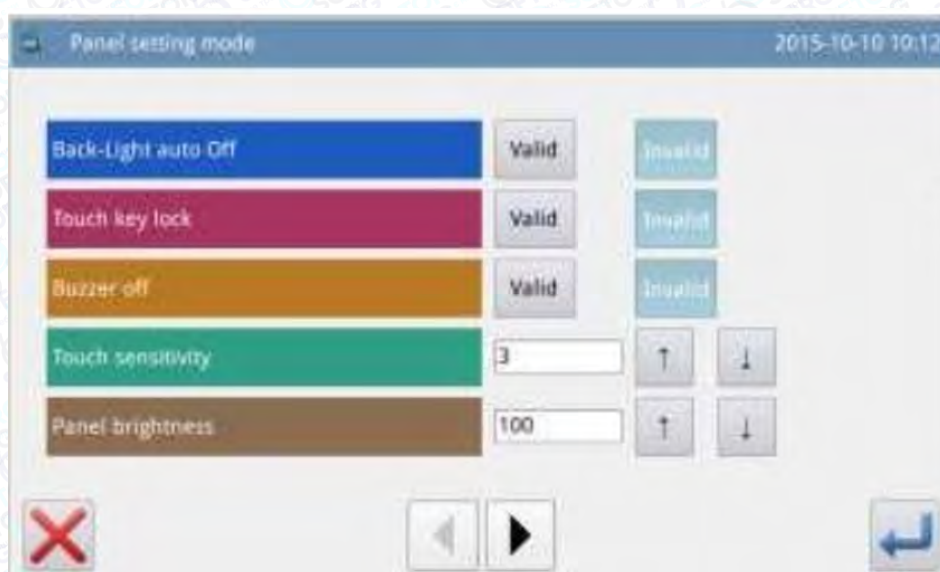 Panel setting mode 2015-10-10 10:12
Back-Light auto Off Valid Invalid
Touch key lock Valid Invalid
Buzzer off Valid Invalid
Touch sensitivity 3 ↑ ↓
Panel brightness 100 ↑ ↓